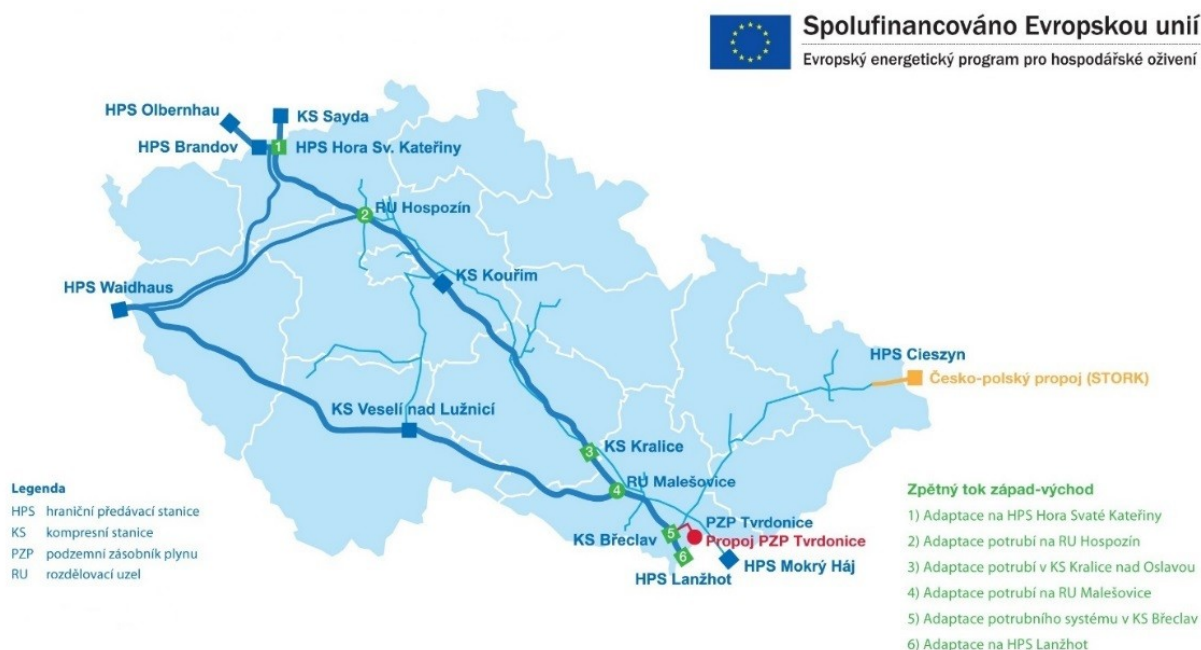 Spolufinancováno Evropskou unií
Evropský energetický program pro hospodářské oživení
HPS Olbernhau
KS Sayda
HPS Brandov
1
HPS Hora Sv. Kateřiny
2
RU Hospozín
KS Kouřim
HPS Waidhaus
HPS Cieszyn
Česko-polský propoj (STORK)
KS Veselí nad Lužnicí
3
KS Kralice
4
RU Malešovice
PZP Tvrdonice
KS Břeclav
5
Propoj PZP Tvrdonice
6
HPS Lanžhot
HPS Mokrý Háj
Legenda
HPS hraniční předávací stanice
KS kompresní stanice
PZP podzemní zásobník plynu
RU rozdělovací uzel
Zpětný tok západ-východ
1) Adaptace na HPS Hora Svaté Kateřiny
2) Adaptace potrubí na RU Hospozín
3) Adaptace potrubí v KS Kralice nad Oslavou
4) Adaptace potrubí na RU Malešovice
5) Adaptace potrubního systému v KS Břeclav
6) Adaptace na HPS Lanžhot